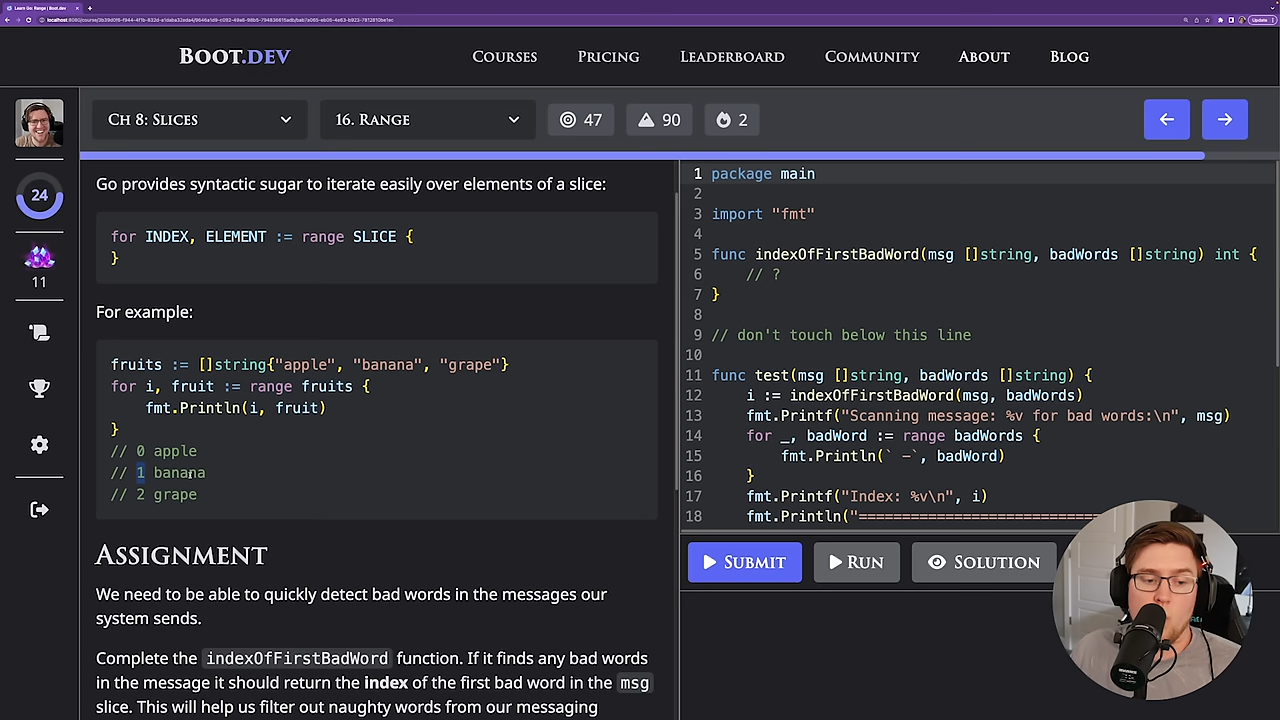 Learn Go: Range | Boot.dev
Update
BOOT.DEV
COURSES
PRICING
LEADERBOARD
COMMUNITY
ABOUT
BLOG
CH 8: SLICES
16. RANGE
47
90
2
24
11
Go provides syntactic sugar to iterate easily over elements of a slice:
for INDEX, ELEMENT := range SLICE {
}
For example:
fruits := []string{"apple", "banana", "grape"}
for i, fruit := range fruits {
    fmt.Println(i, fruit)
}
// 0 apple
// 1 banana
// 2 grape
ASSIGNMENT
We need to be able to quickly detect bad words in the messages our
system sends.
Complete the indexOfFirstBadWord function. If it finds any bad words
in the message it should return the index of the first bad word in the msg
slice. This will help us filter out naughty words from our messaging
1 package main
2
3 import "fmt"
4
5 func indexOfFirstBadWord(msg []string, badWords []string) int {
6     // ?
7 }
8
9 // don't touch below this line
10
11 func test(msg []string, badWords []string) {
12     i := indexOfFirstBadWord(msg, badWords)
13     fmt.Printf("Scanning message: %v for bad words:\n", msg)
14     for _, badWord := range badWords {
15         fmt.Println(` -`, badWord)
16     }
17     fmt.Printf("Index: %v\n", i)
18     fmt.Println("============================
SUBMIT
RUN
SOLUTION